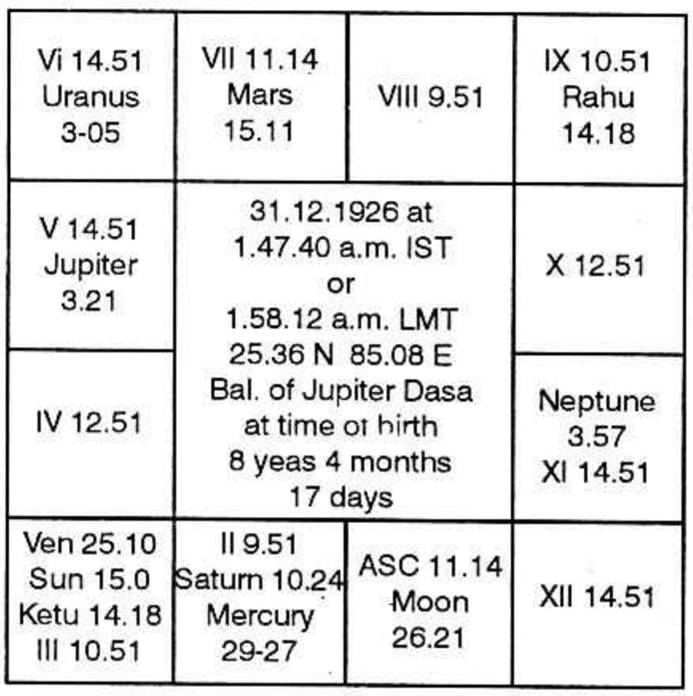 Vi 14.51
Uranus
3-05
VII 11.14
Mars
15.11
VIII 9.51
IX 10.51
Rahu
14.18
V 14.51
Jupiter
3.21
31.12.1926 at
1.47.40 a.m. IST
or
1.58.12 a.m. LMT
25.36 N 85.08 E
Bal. of Jupiter Dasa
at time of birth
8 yeas 4 months
17 days
X 12.51
IV 12.51
Neptune
3.57
XI 14.51
Ven 25.10
Sun 15.0
Ketu 14.18
III 10.51
II 9.51
Saturn 10.24
Mercury
29-27
ASC 11.14
Moon
26.21
XII 14.51